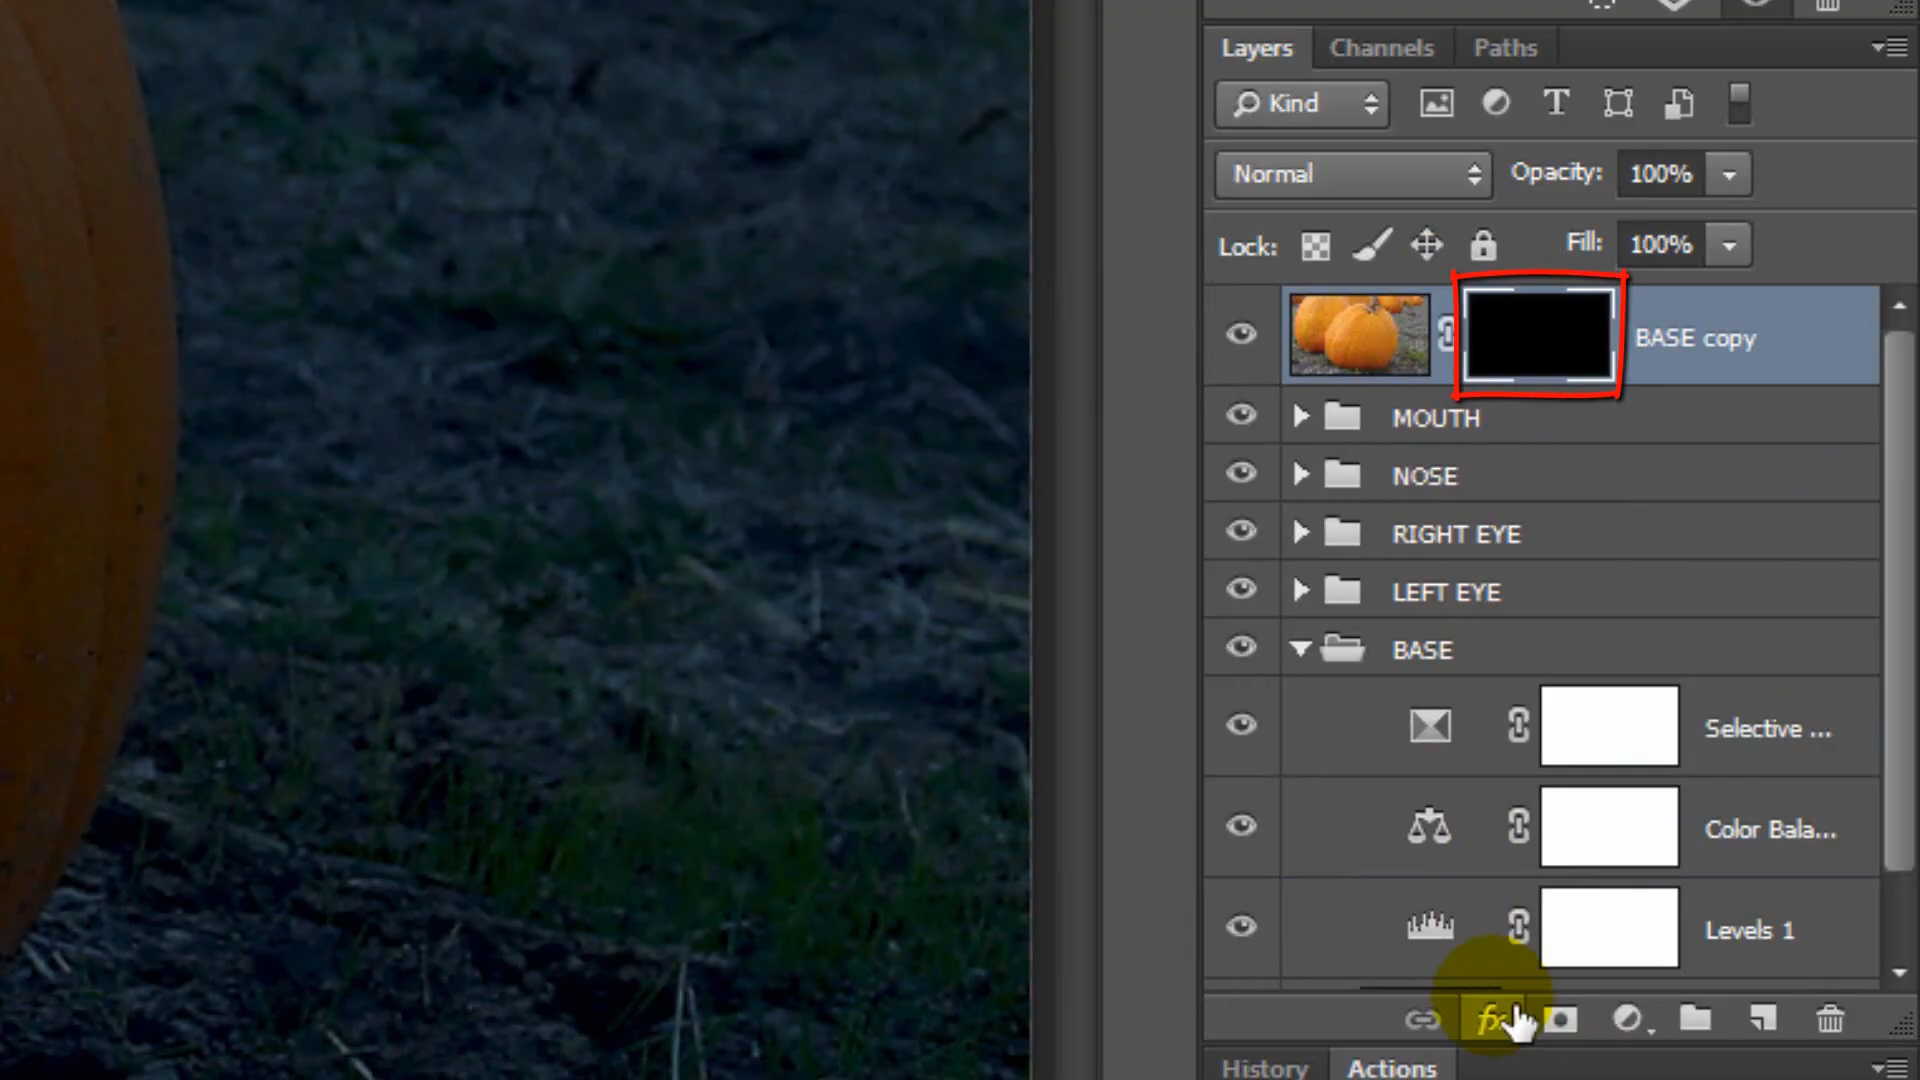 Layers Channels Paths
Kind T
Normal Opacity: 100%
Lock: Fill: 100%
BASE copy
MOUTH
NOSE
RIGHT EYE
LEFT EYE
BASE
Selective ...
Color Bala...
Levels 1
fx
History Actions